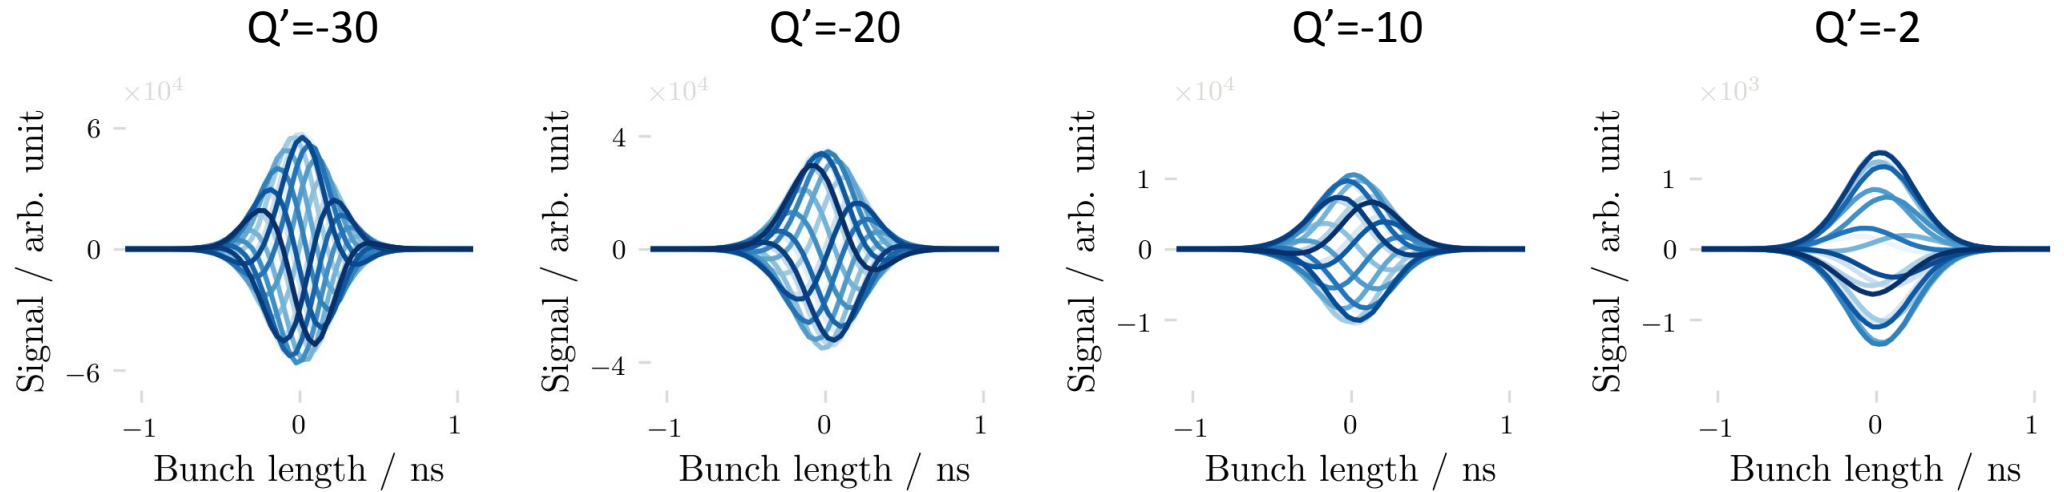 Q’=-30
×10⁴
Signal / arb. unit
6
0
−6
−1
0
1
Bunch length / ns
Q’=-20
×10⁴
Signal / arb. unit
4
0
−4
−1
0
1
Bunch length / ns
Q’=-10
×10⁴
Signal / arb. unit
1
0
−1
−1
0
1
Bunch length / ns
Q’=-2
×10³
Signal / arb. unit
1
0
−1
−1
0
1
Bunch length / ns